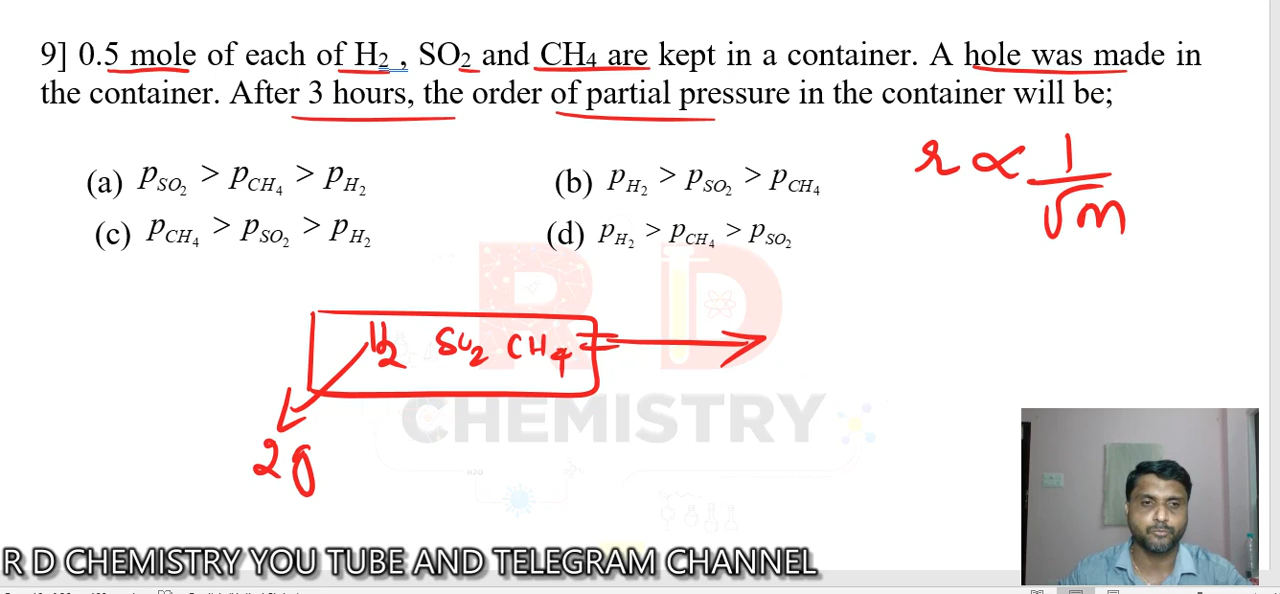 9] 0.5 mole of each of H₂ , SO₂ and CH₄ are kept in a container. A hole was made in
the container. After 3 hours, the order of partial pressure in the container will be;
r ∝ 1/√m
(a) p_SO₂ > p_CH₄ > p_H₂ (b) p_H₂ > p_SO₂ > p_CH₄
(c) p_CH₄ > p_SO₂ > p_H₂ (d) p_H₂ > p_CH₄ > p_SO₂
R D
H₂ SO₂ CH₄
CHEMISTRY
2g
R D CHEMISTRY YOU TUBE AND TELEGRAM CHANNEL